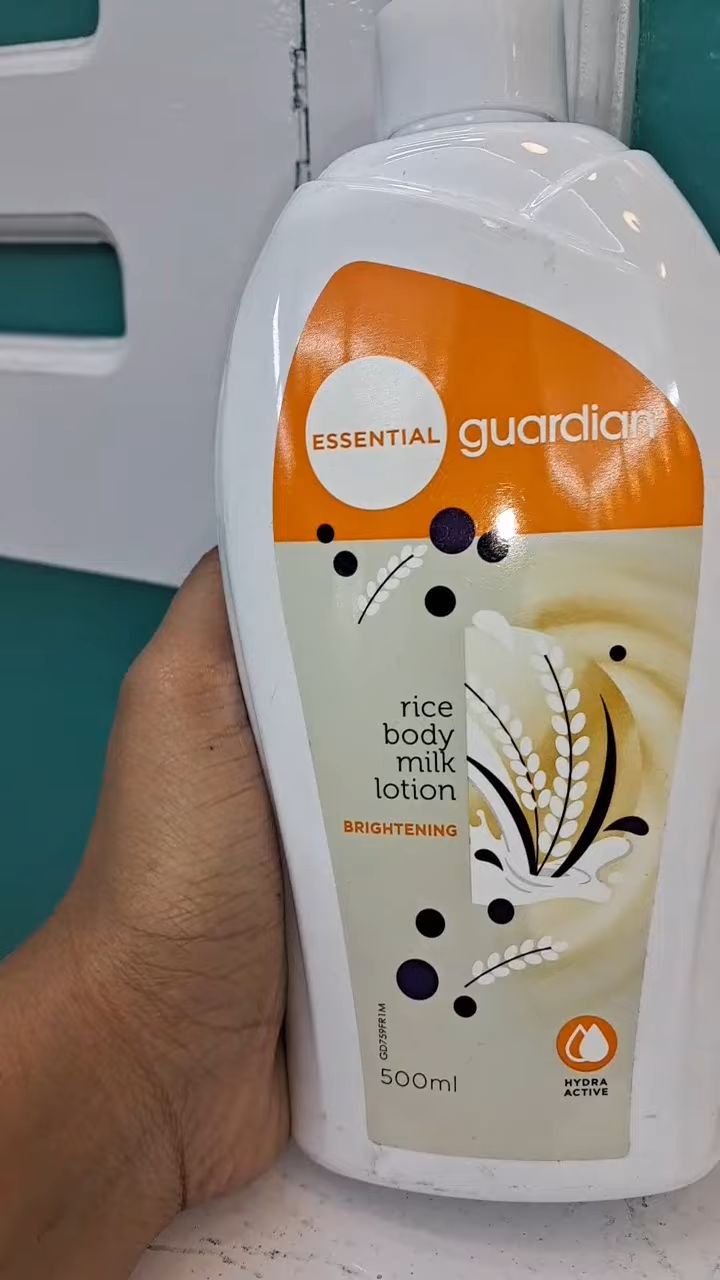 ESSENTIAL guardian
rice
body
milk
lotion
BRIGHTENING
GD759FR1M
500ml
HYDRA
ACTIVE